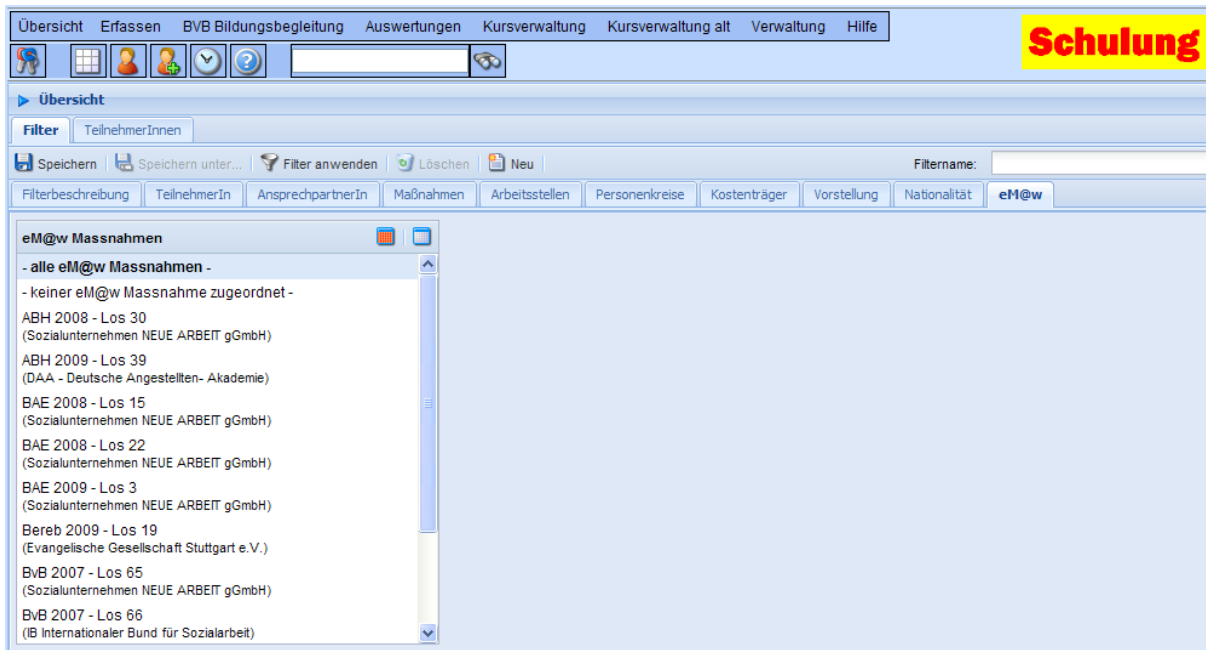 Übersicht Erfassen BVB Bildungsbegleitung Auswertungen Kursverwaltung Kursverwaltung alt Verwaltung Hilfe
Schulung
Übersicht
Filter TeilnehmerInnen
Speichern Speichern unter... Filter anwenden Löschen Neu Filtername:
Filterbeschreibung TeilnehmerIn AnsprechpartnerIn Maßnahmen Arbeitsstellen Personenkreise Kostenträger Vorstellung Nationalität eM@w
eM@w Massnahmen
- alle eM@w Massnahmen -
- keiner eM@w Massnahme zugeordnet -
ABH 2008 - Los 30
(Sozialunternehmen NEUE ARBEIT gGmbH)
ABH 2009 - Los 39
(DAA - Deutsche Angestellten- Akademie)
BAE 2008 - Los 15
(Sozialunternehmen NEUE ARBEIT gGmbH)
BAE 2008 - Los 22
(Sozialunternehmen NEUE ARBEIT gGmbH)
BAE 2009 - Los 3
(Sozialunternehmen NEUE ARBEIT gGmbH)
Bereb 2009 - Los 19
(Evangelische Gesellschaft Stuttgart e.V.)
BvB 2007 - Los 65
(Sozialunternehmen NEUE ARBEIT gGmbH)
BvB 2007 - Los 66
(IB Internationaler Bund für Sozialarbeit)